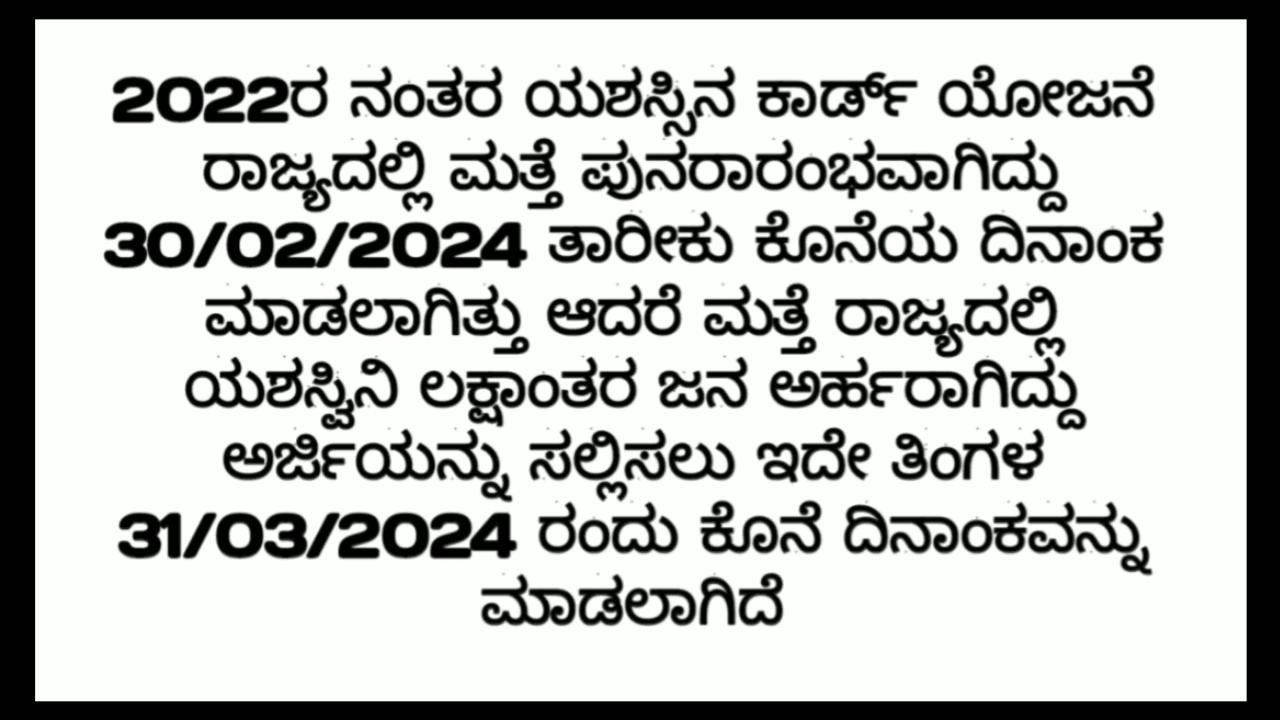 2022ರ ನಂತರ ಯಶಸ್ಸಿನ ಕಾರ್ಡ್ ಯೋಜನೆ
ರಾಜ್ಯದಲ್ಲಿ ಮತ್ತೆ ಪುನರಾರಂಭವಾಗಿದ್ದು
30/02/2024 ತಾರೀಕು ಕೊನೆಯ ದಿನಾಂಕ
ಮಾಡಲಾಗಿತ್ತು ಆದರೆ ಮತ್ತೆ ರಾಜ್ಯದಲ್ಲಿ
ಯಶಸ್ವಿನಿ ಲಕ್ಷಾಂತರ ಜನ ಅರ್ಹರಾಗಿದ್ದು
ಅರ್ಜಿಯನ್ನು ಸಲ್ಲಿಸಲು ಇದೇ ತಿಂಗಳ
31/03/2024 ರಂದು ಕೊನೆ ದಿನಾಂಕವನ್ನು
ಮಾಡಲಾಗಿದೆ